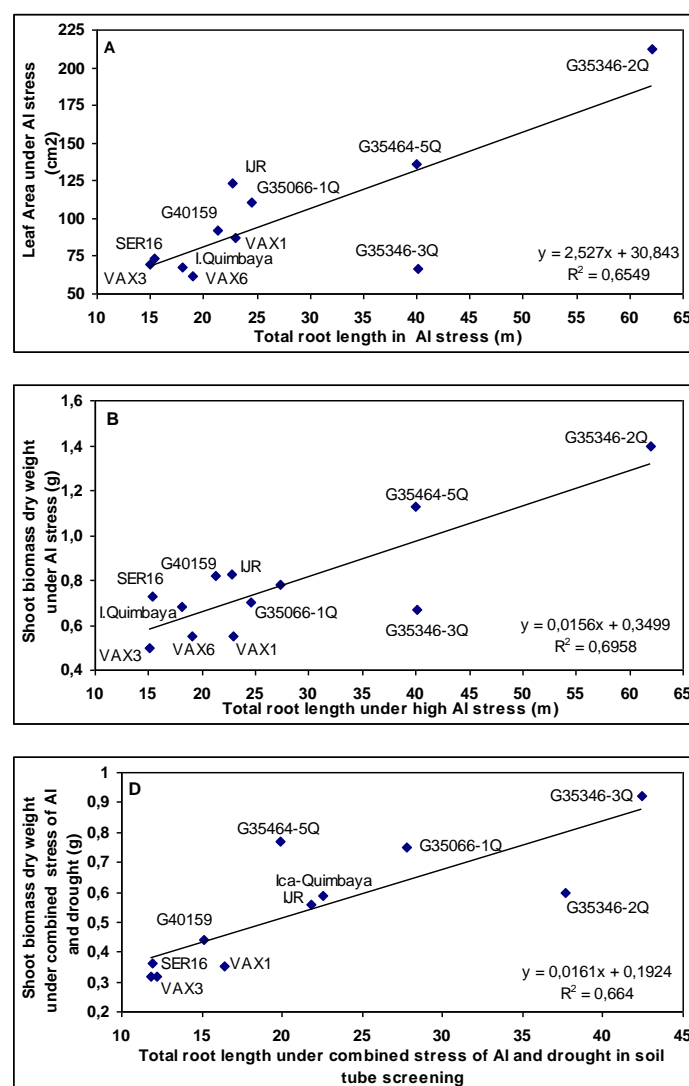 A
Leaf Area under Al stress
(cm2)
225
200
175
150
125
100
75
50
G35346-2Q
G35464-5Q
IJR
G35066-1Q
G40159
VAX1
SER16
I.Quimbaya
G35346-3Q
VAX3
VAX6
y = 2,527x + 30,843
R² = 0,6549
10 15 20 25 30 35 40 45 50 55 60 65
Total root length in Al stress (m)
B
Shoot biomass dry weight
under Al stress (g)
1,6
1,4
1,2
1,0
0,8
0,6
0,4
G35346-2Q
G35464-5Q
G40159
IJR
SER16
I.Quimbaya
G35066-1Q
G35346-3Q
VAX3
VAX6
VAX1
y = 0,0156x + 0,3499
R² = 0,6958
10 15 20 25 30 35 40 45 50 55 60 65
Total root length under high Al stress (m)
D
Shoot biomass dry weight
under combined stress of Al
and drought (g)
1
0,9
0,8
0,7
0,6
0,5
0,4
0,3
0,2
G35346-3Q
G35464-5Q
G35066-1Q
Ica-Quimbaya
IJR
G35346-2Q
G40159
SER16
VAX1
VAX3
y = 0,0161x + 0,1924
R² = 0,664
10 15 20 25 30 35 40 45
Total root length under combined stress of Al and drought in soil
tube screening